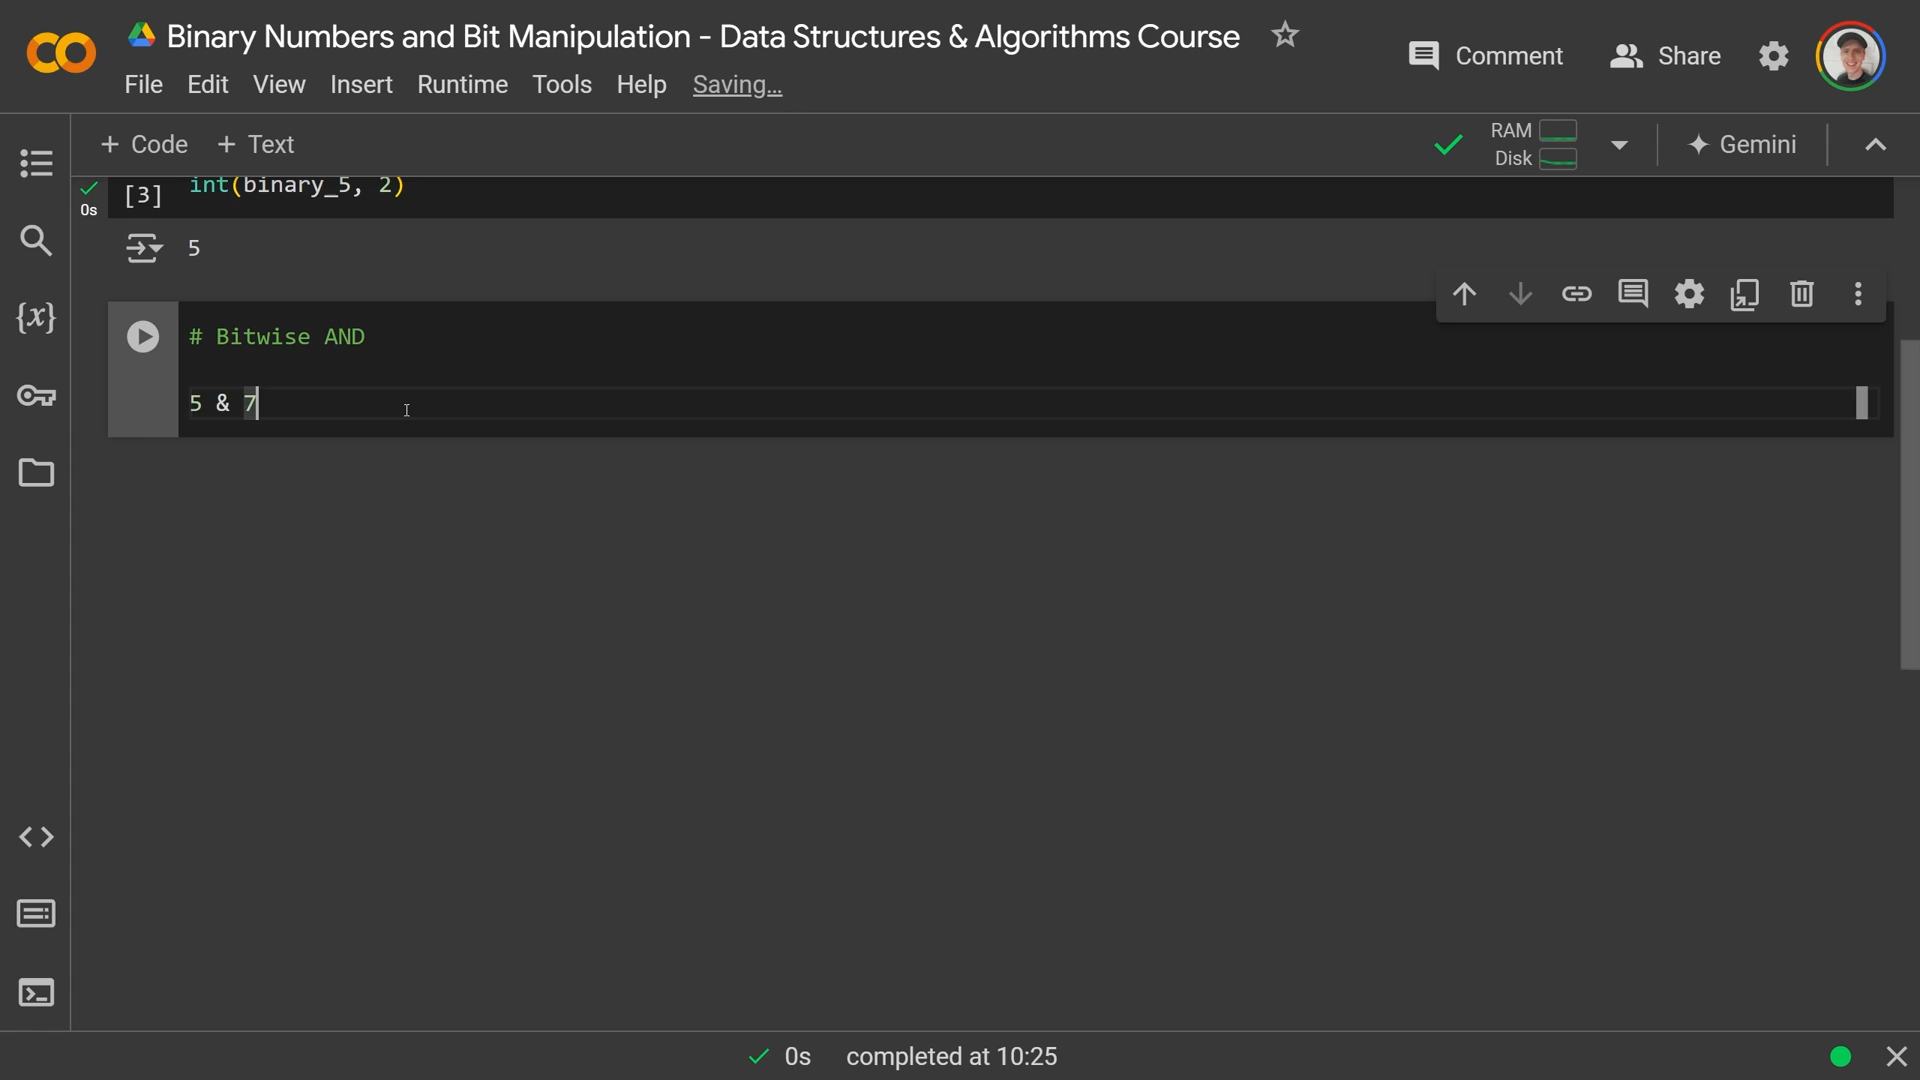 Binary Numbers and Bit Manipulation - Data Structures & Algorithms Course
Comment
Share
File Edit View Insert Runtime Tools Help Saving...
+ Code + Text
RAM
Disk
Gemini
0s
[3]
int(binary_5, 2)
5
{x}
# Bitwise AND
5 & 7
0s completed at 10:25